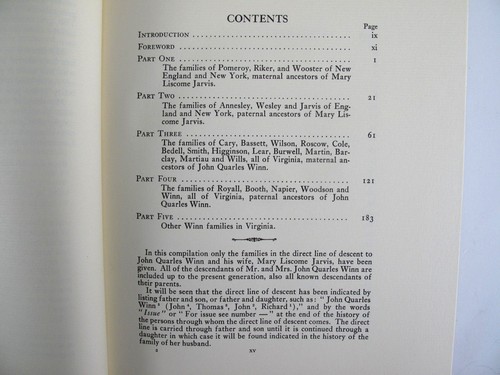 CONTENTS
Page
INTRODUCTION . . . . . . . . . . . . . . . . . . . . . . . . . . . . . . ix
FOREWORD . . . . . . . . . . . . . . . . . . . . . . . . . . . . . . xi
PART ONE . . . . . . . . . . . . . . . . . . . . . . . . . . . . . . 1
The families of Pomeroy, Riker, and Wooster of New
England and New York, maternal ancestors of Mary
Liscome Jarvis.
PART TWO . . . . . . . . . . . . . . . . . . . . . . . . . . . . . . 21
The families of Annesley, Wesley and Jarvis of Eng-
land and New York, paternal ancestors of Mary Lis-
come Jarvis.
PART THREE . . . . . . . . . . . . . . . . . . . . . . . . . . . . . . 61
The families of Cary, Bassett, Wilson, Roscow, Cole,
Bedell, Smith, Higginson, Lear, Burwell, Martin, Bar-
clay, Martiau and Wills, all of Virginia, maternal an-
cestors of John Quarles Winn.
PART FOUR . . . . . . . . . . . . . . . . . . . . . . . . . . . . . . 121
The families of Royall, Booth, Napier, Woodson and
Winn, all of Virginia, paternal ancestors of John
Quarles Winn.
PART FIVE . . . . . . . . . . . . . . . . . . . . . . . . . . . . . . 183
Other Winn families in Virginia.
In this compilation only the families in the direct line of descent to
John Quarles Winn and his wife, Mary Liscome Jarvis, have been
given. All of the descendants of Mr. and Mrs. John Quarles Winn are
included up to the present generation, also all known descendants of
their parents.
It will be seen that the direct line of descent has been indicated by
listing father and son, or father and daughter, such as: " John Quarles
Winn (John, Thomas, John, Richard)," and by the words
"Issue" or " For issue see number — " at the end of the history of
the persons through whom the direct line of descent comes. The direct
line is carried through father and son until it is continued through a
daughter in which case it will be found indicated in the history of the
family of her husband.
xv